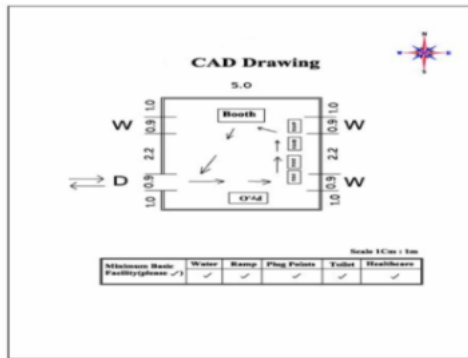 N
S
CAD Drawing
5.0
1.0 1.0
Booth
W 0.9 0.9 W
2.2 2.2
D 0.9 0.9 W
1.0 1.0
Scale 1Cm : 1m
Minimum Basic Water Ramp Plug Points Toilet Healthcare
Facility(please ✓) ✓ ✓ ✓ ✓ ✓